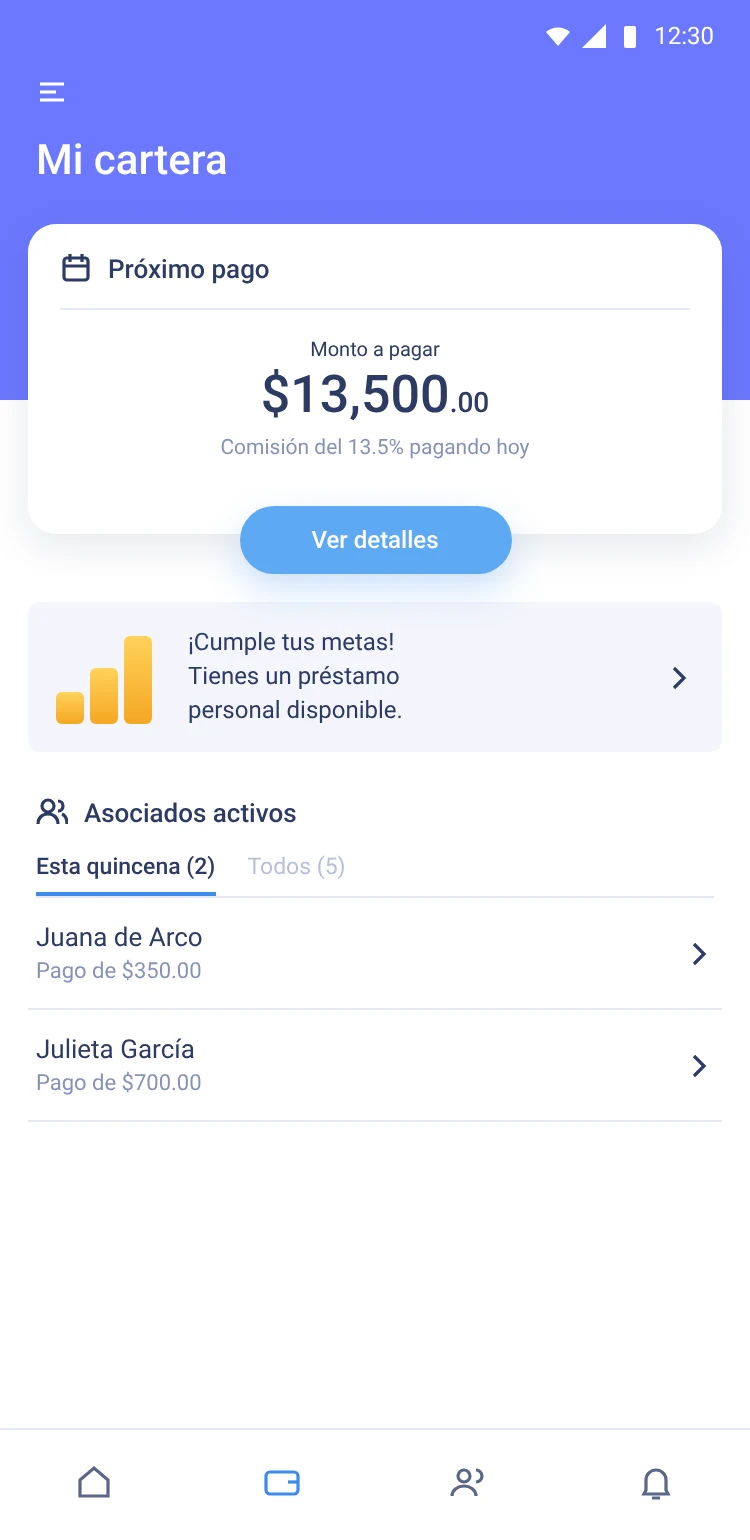 12:30
Mi cartera
Próximo pago
Monto a pagar
$13,500.00
Comisión del 13.5% pagando hoy
Ver detalles
¡Cumple tus metas!
Tienes un préstamo
personal disponible.
Asociados activos
Esta quincena (2) Todos (5)
Juana de Arco
Pago de $350.00
Julieta García
Pago de $700.00